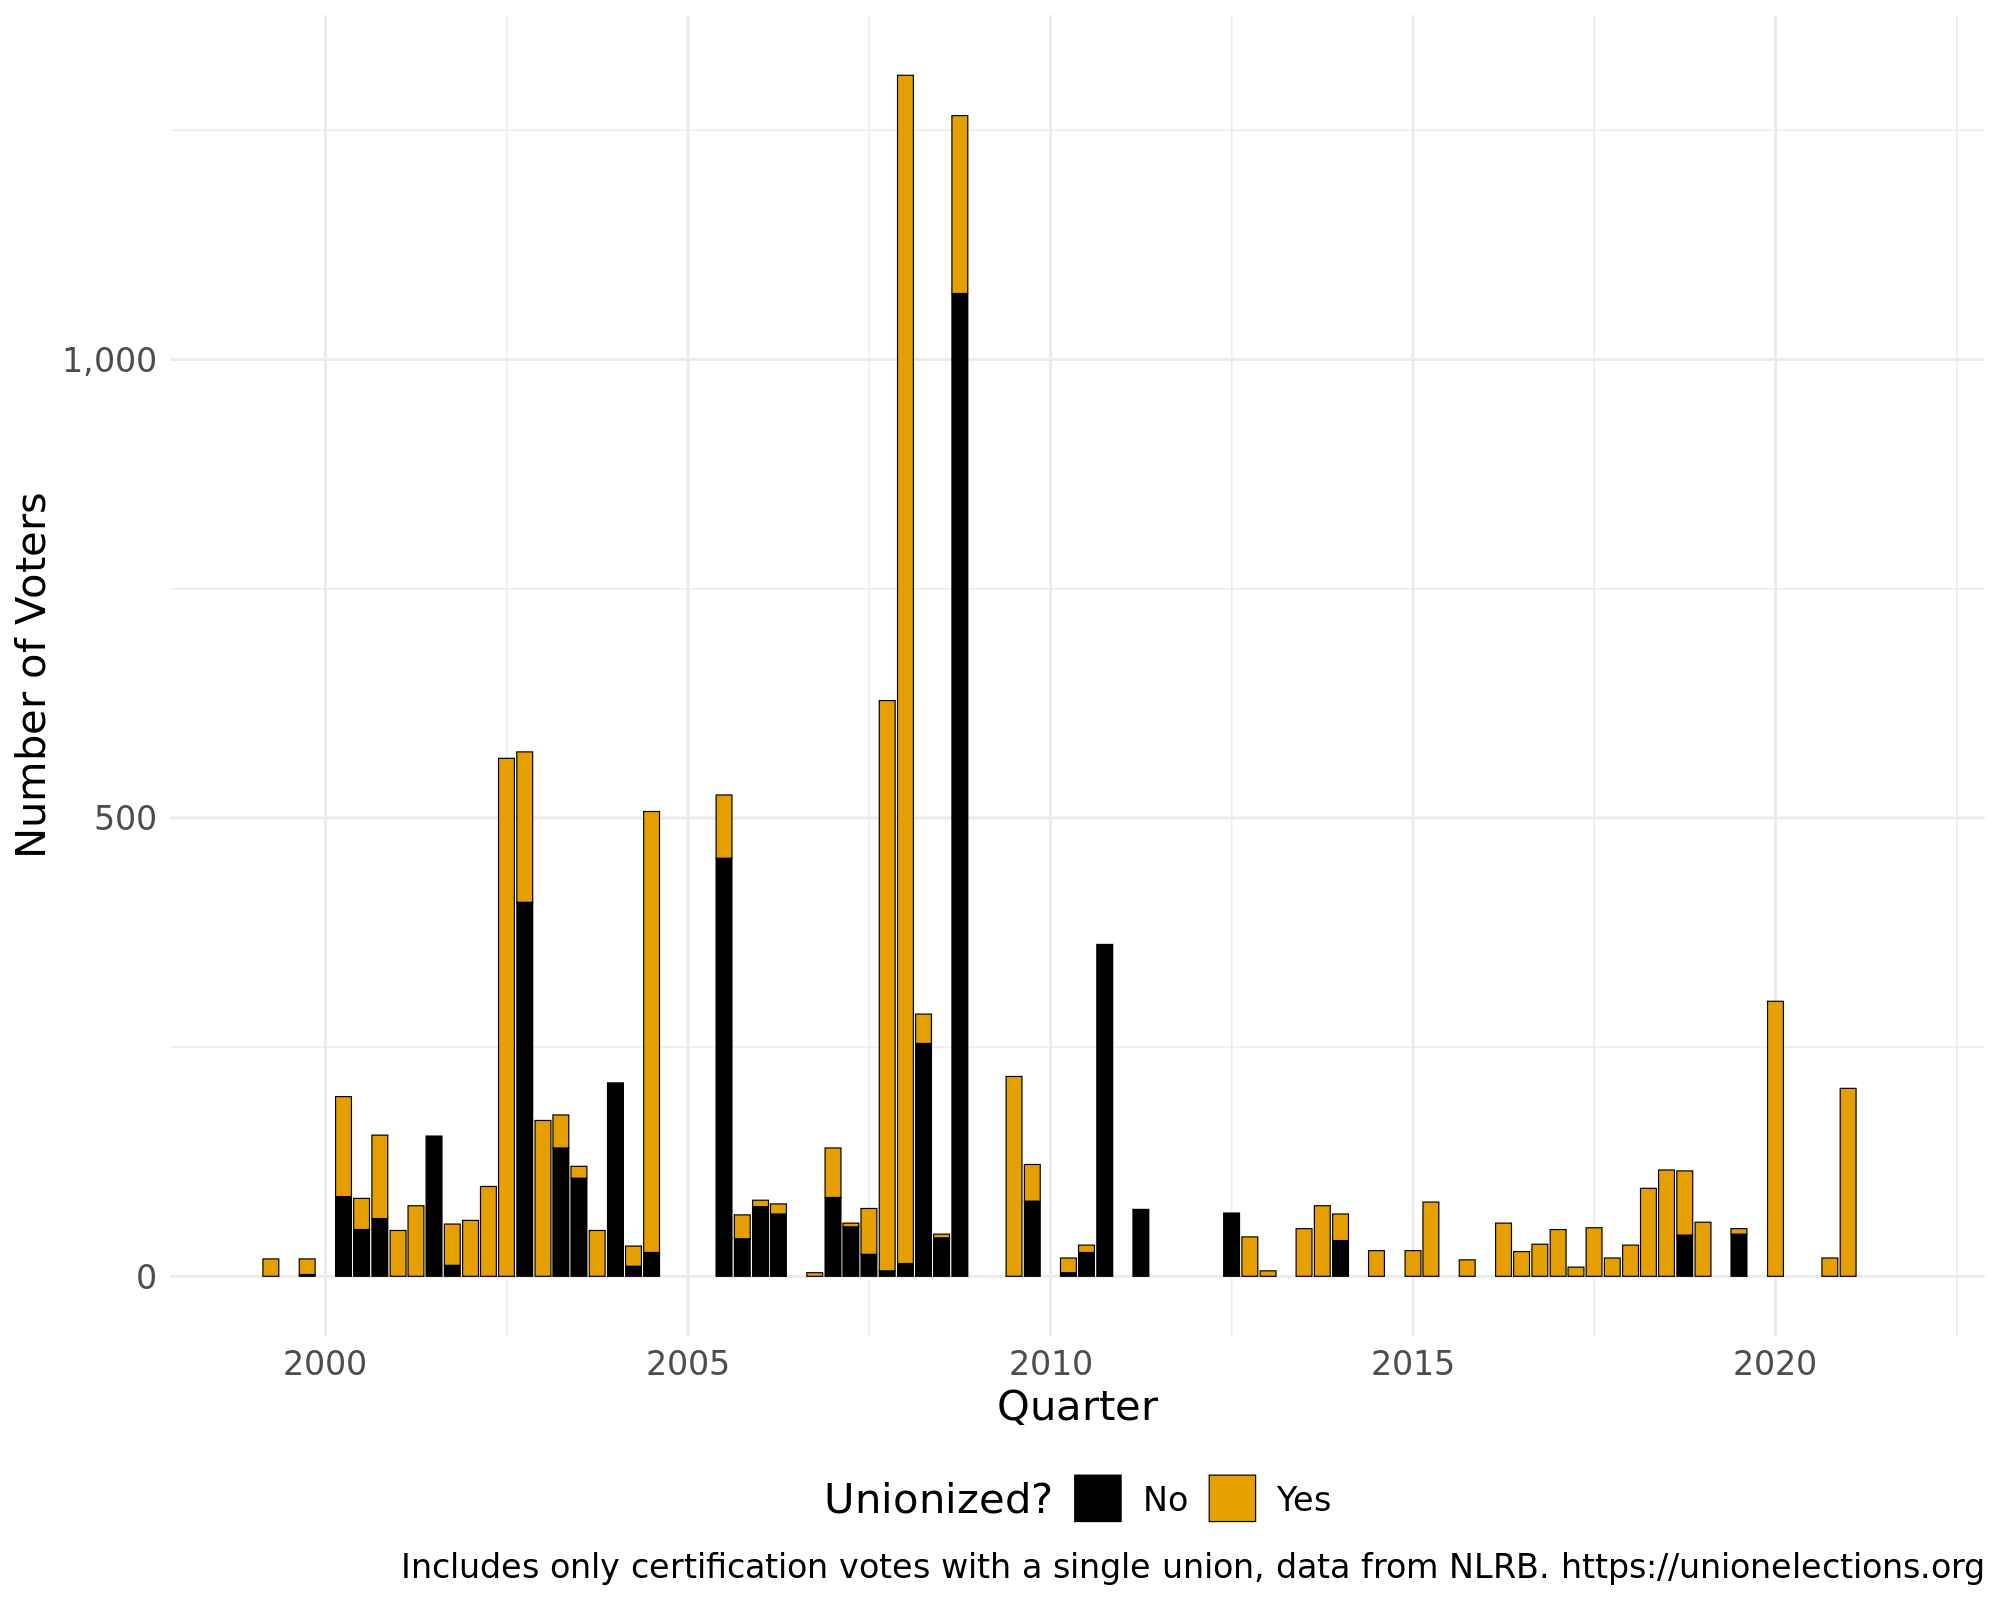 Number of Voters
1,000
500
0
2000 2005 2010 2015 2020
Quarter
Unionized? No Yes
Includes only certification votes with a single union, data from NLRB. https://unionelections.org